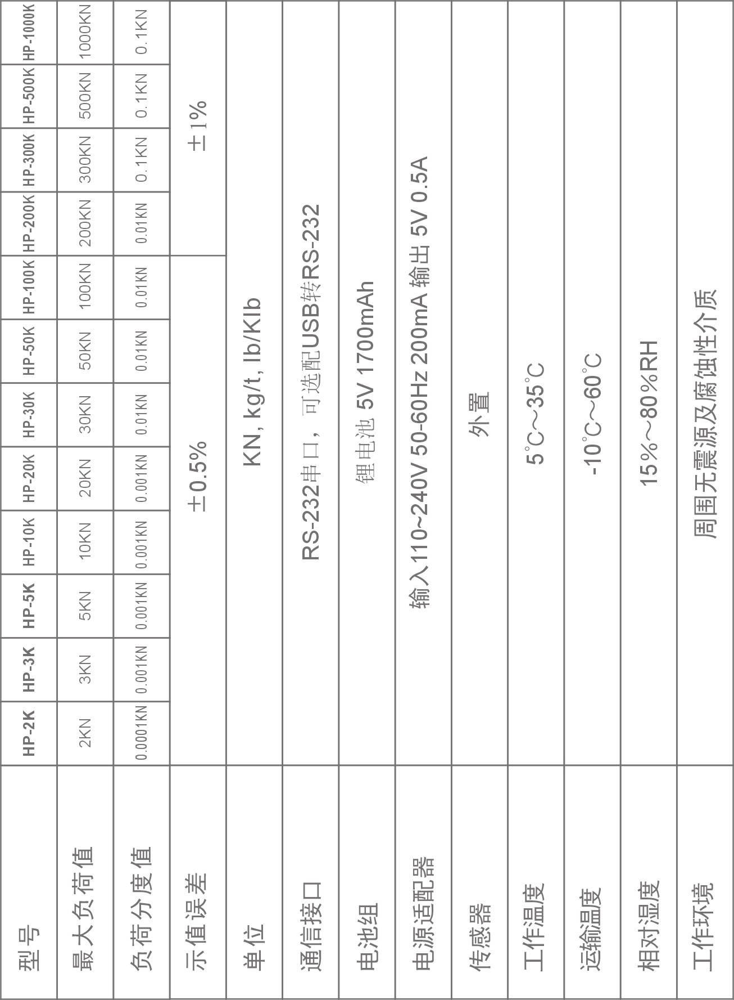 型号 HP-2K HP-3K HP-5K HP-10K HP-20K HP-30K HP-50K HP-100K HP-200K HP-300K HP-500K HP-1000K
最大负荷值 2KN 3KN 5KN 10KN 20KN 30KN 50KN 100KN 200KN 300KN 500KN 1000KN
负荷分度值 0.0001KN 0.001KN 0.001KN 0.001KN 0.001KN 0.01KN 0.01KN 0.01KN 0.01KN 0.1KN 0.1KN 0.1KN
示值误差 ±0.5% ±1%
单位 KN, kg/t, lb/Klb
通信接口 RS-232串口，可选配USB转RS-232
电池组 锂电池 5V 1700mAh
电源适配器 输入110~240V 50-60Hz 200mA 输出 5V 0.5A
传感器 外置
工作温度 5℃～35℃
运输温度 -10℃～60℃
相对湿度 15%～80%RH
工作环境 周围无震源及腐蚀性介质